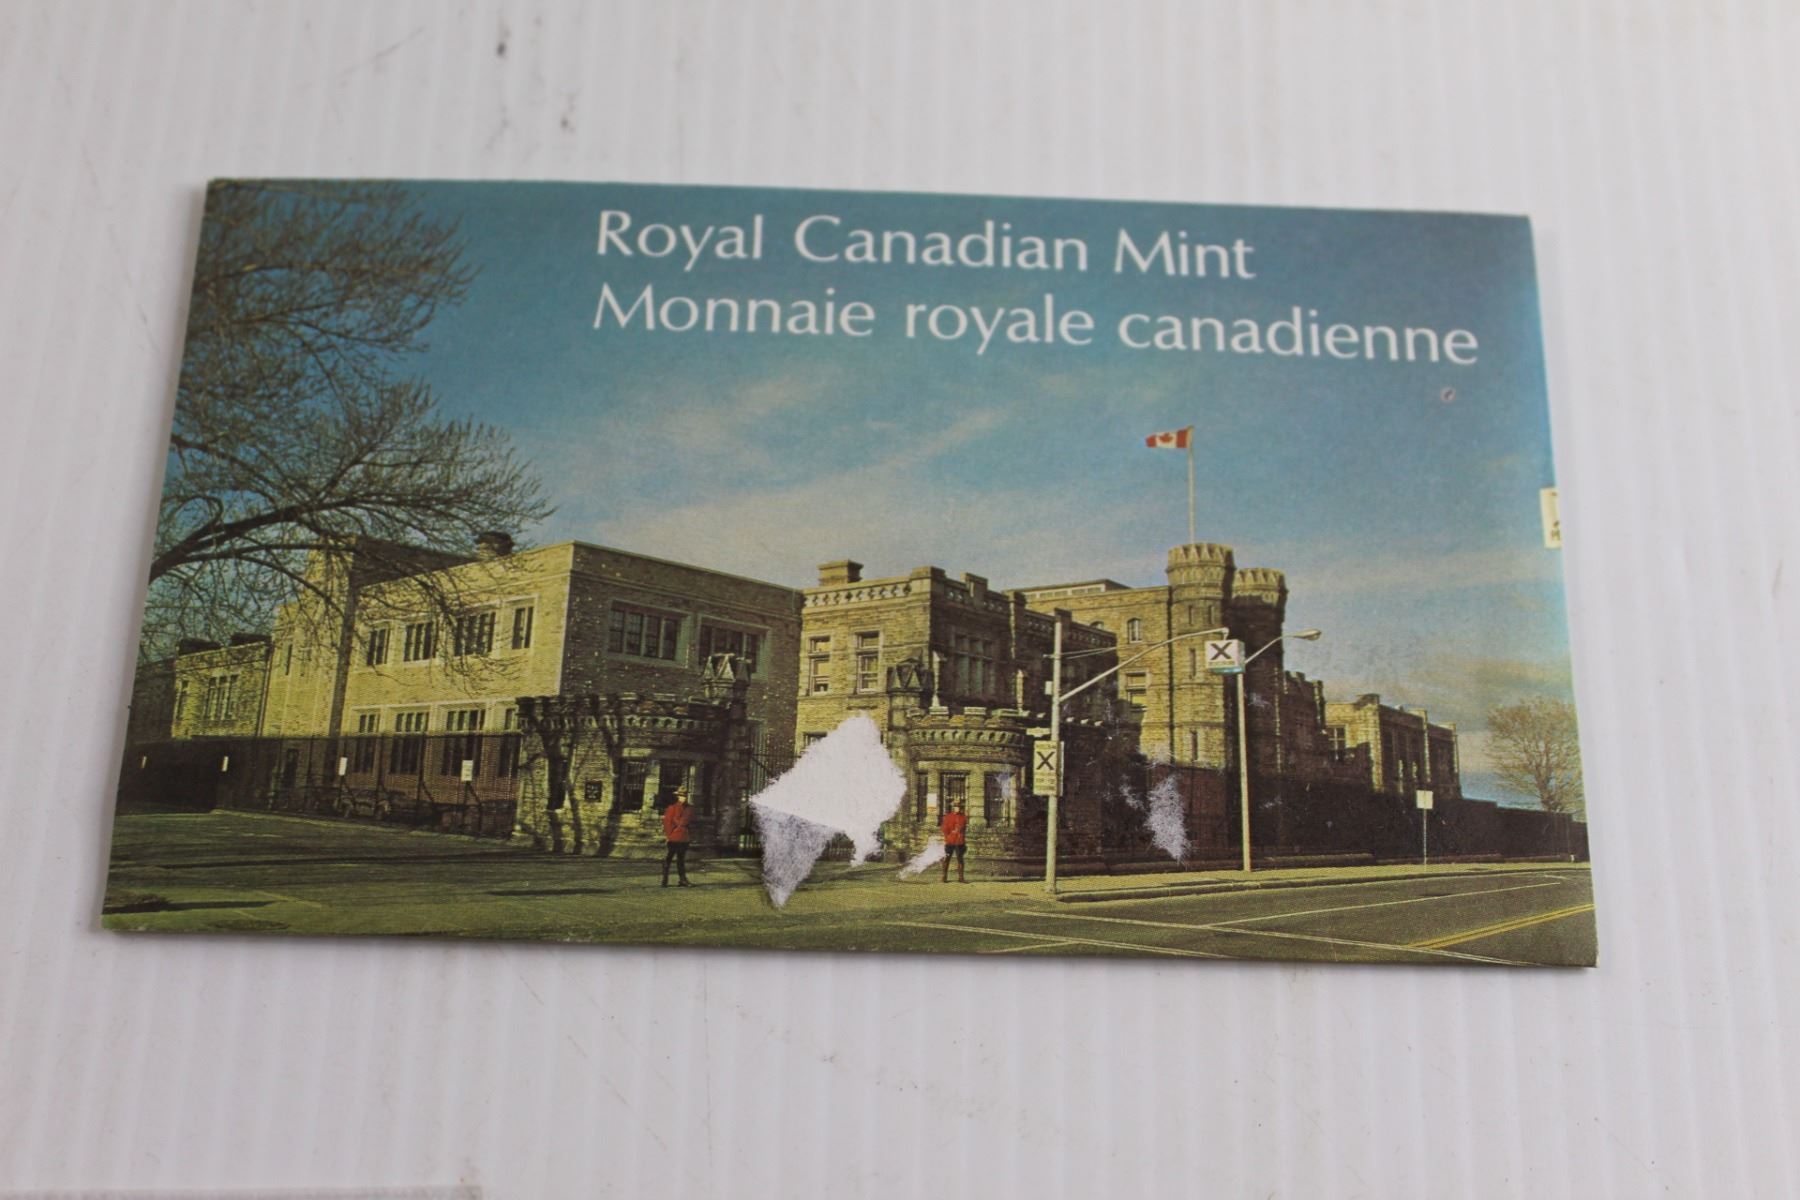 Royal Canadian Mint
Monnaie royale canadienne
X
X